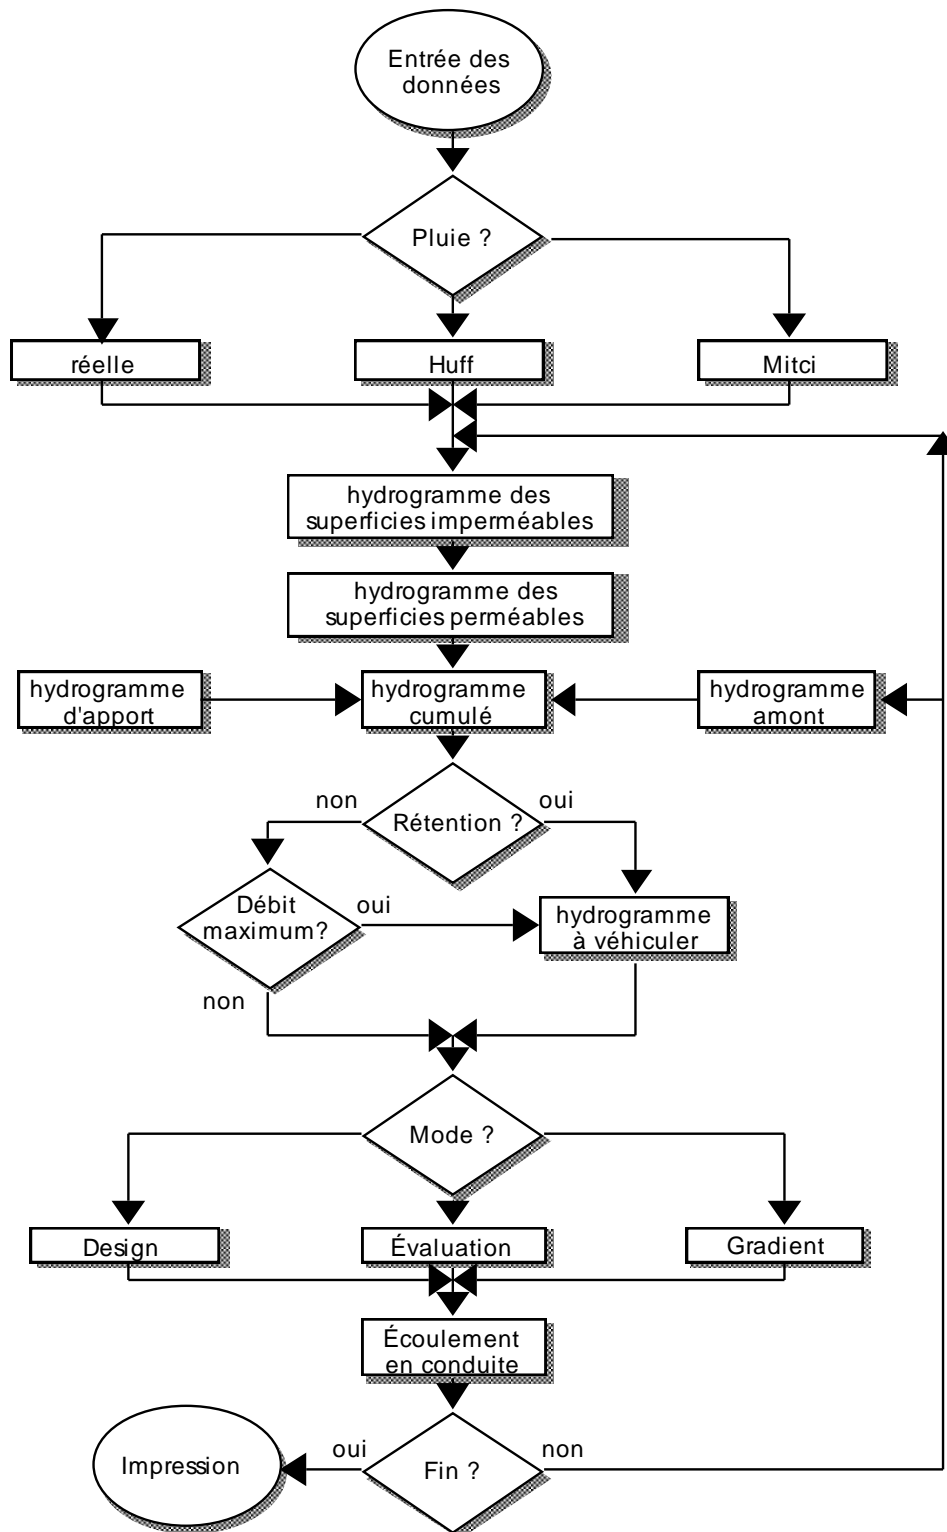 Entrée des
données
Pluie ?
réelle
Huff
Mitci
hydrogramme des
superficies imperméables
hydrogramme des
superficies perméables
hydrogramme
d'apport
hydrogramme
cumulé
hydrogramme
amont
non
oui
Rétention ?
Débit
maximum?
oui
hydrogramme
à véhiculer
non
Mode ?
Design
Évaluation
Gradient
Écoulement
en conduite
Impression
oui
Fin ?
non